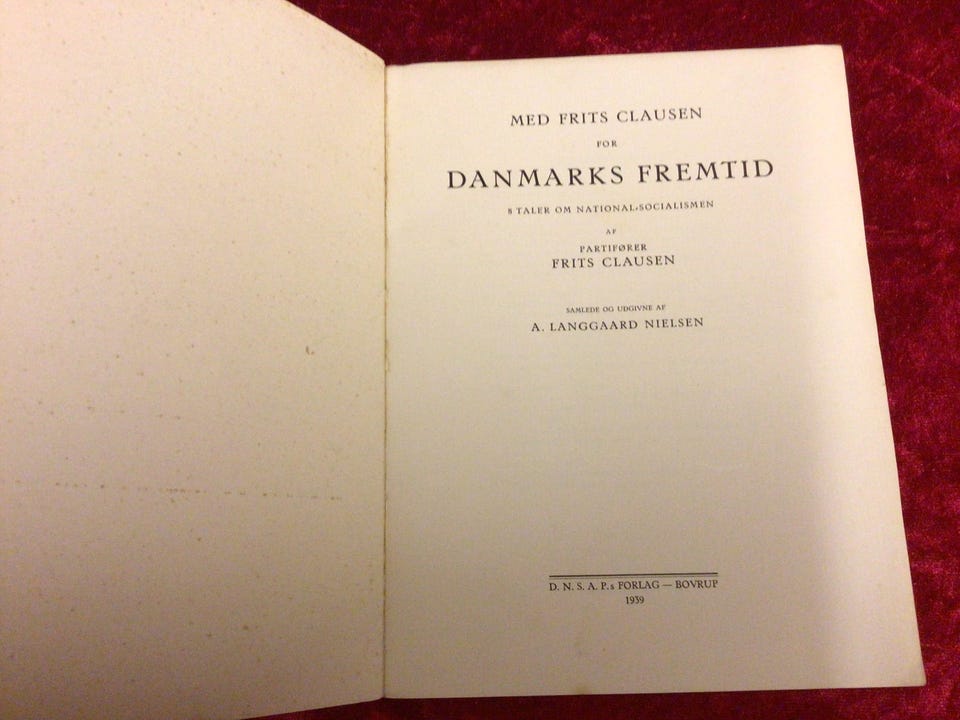 MED FRITS CLAUSEN
FOR
DANMARKS FREMTID
8 TALER OM NATIONAL-SOCIALISMEN
AF
PARTIFØRER
FRITS CLAUSEN
SAMLEDE OG UDGIVNE AF
A. LANGGAARD NIELSEN
D. N. S. A. P.s FORLAG — BOVRUP
1939